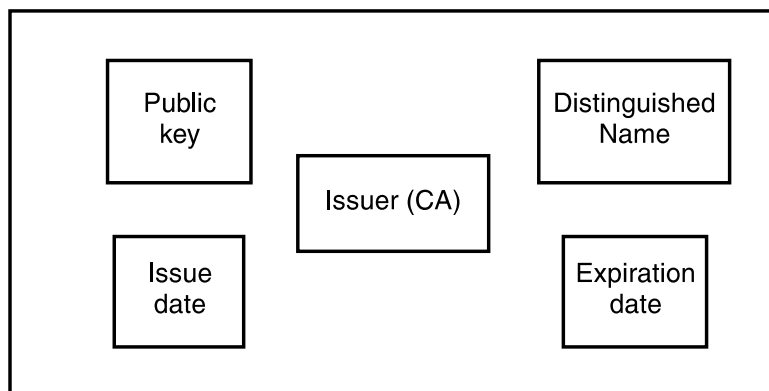 Public
key
Distinguished
Name
Issuer (CA)
Issue
date
Expiration
date